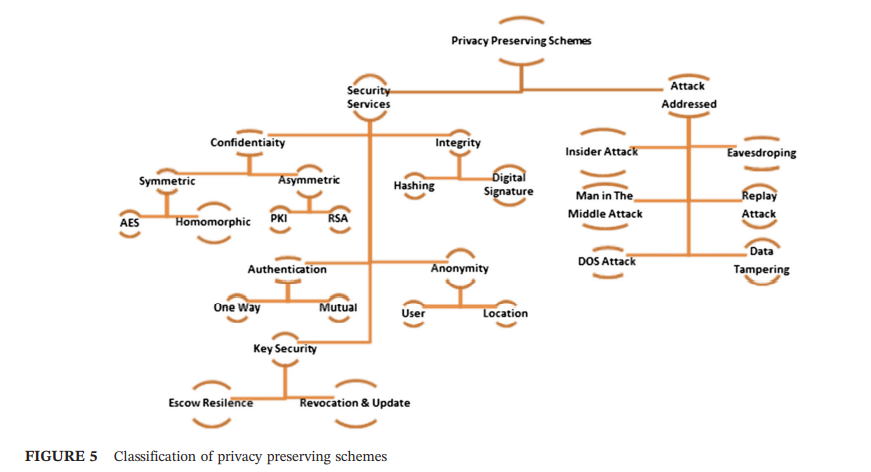 Privacy Preserving Schemes
Security
Services
Attack
Addressed
Confidentiaity
Integrity
Insider Attack
Eavesdroping
Symmetric
Asymmetric
Hashing
Digital
Signature
Man in The
Middle Attack
Replay
Attack
AES
Homomorphic
PKI
RSA
Authentication
Anonymity
DOS Attack
Data
Tampering
One Way
Mutual
User
Location
Key Security
Escow Resilence
Revocation & Update
FIGURE 5 Classification of privacy preserving schemes